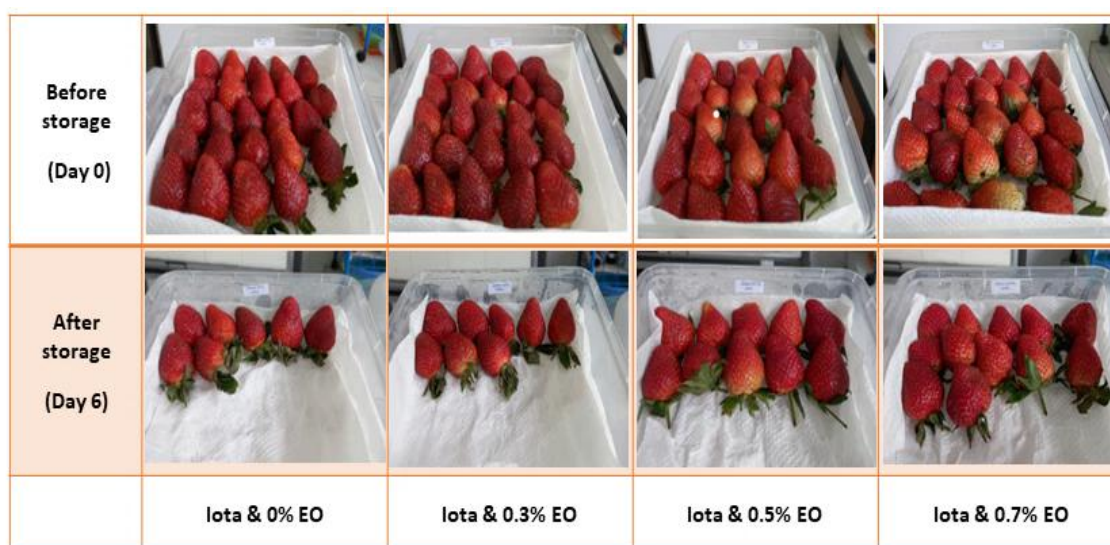 Before
storage
(Day 0)
After
storage
(Day 6)
Iota & 0% EO
Iota & 0.3% EO
Iota & 0.5% EO
Iota & 0.7% EO